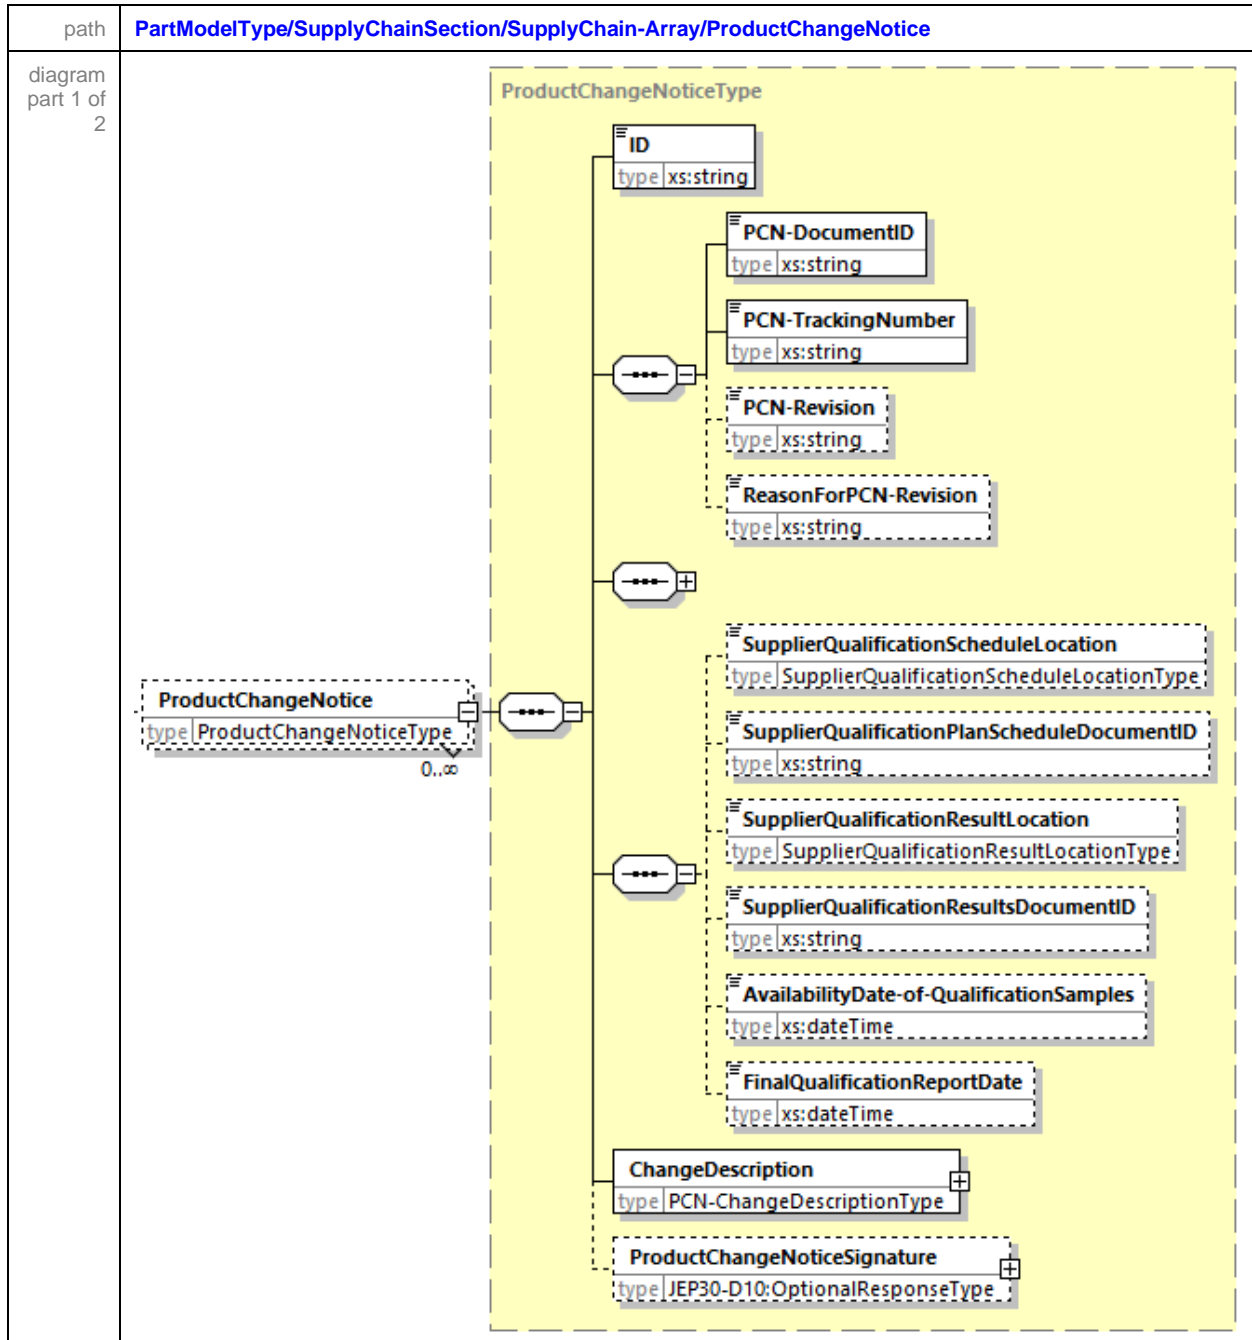 path
PartModelType/SupplyChainSection/SupplyChain-Array/ProductChangeNotice
diagram
part 1 of
2
ProductChangeNoticeType
ID
type xs:string
PCN-DocumentID
type xs:string
PCN-TrackingNumber
type xs:string
PCN-Revision
type xs:string
ReasonForPCN-Revision
type xs:string
SupplierQualificationScheduleLocation
type SupplierQualificationScheduleLocationType
ProductChangeNotice
type ProductChangeNoticeType
0..∞
SupplierQualificationPlanScheduleDocumentID
type xs:string
SupplierQualificationResultLocation
type SupplierQualificationResultLocationType
SupplierQualificationResultsDocumentID
type xs:string
AvailabilityDate-of-QualificationSamples
type xs:dateTime
FinalQualificationReportDate
type xs:dateTime
ChangeDescription
type PCN-ChangeDescriptionType
ProductChangeNoticeSignature
type JEP30-D10:OptionalResponseType